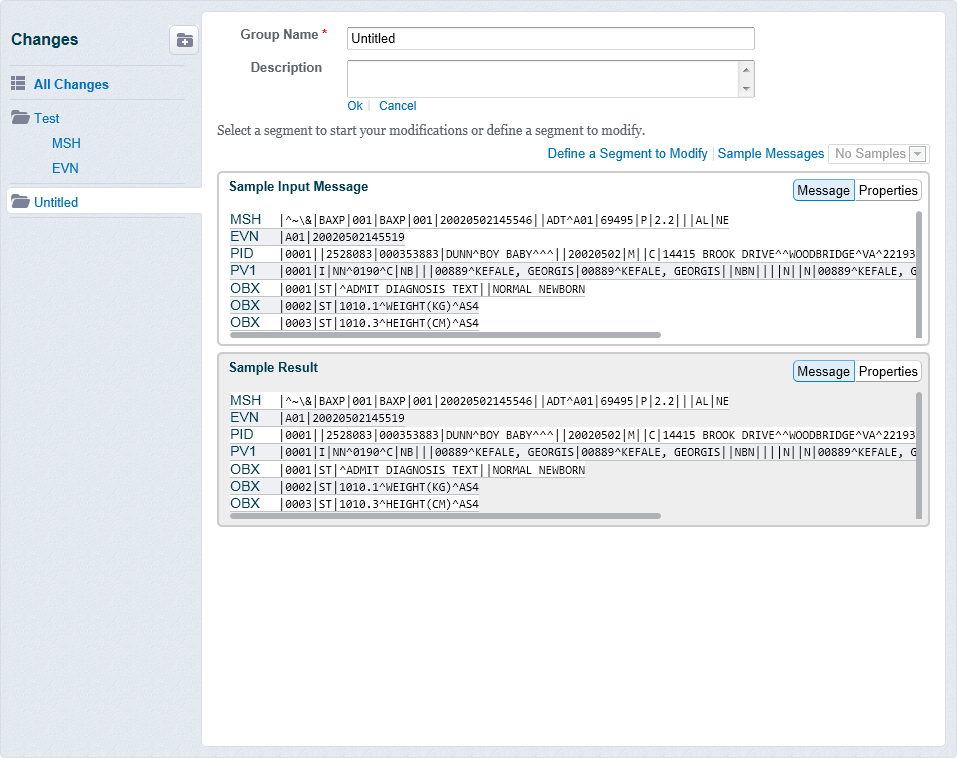 Changes
All Changes
Test
MSH
EVN
Untitled
Group Name *
Untitled
Description
Ok | Cancel
Select a segment to start your modifications or define a segment to modify.
Define a Segment to Modify | Sample Messages No Samples
Sample Input Message Message Properties
MSH |^~\&|BAXP|001|BAXP|001|20020502145546||ADT^A01|69495|P|2.2|||AL|NE
EVN |A01|20020502145519
PID |0001||2528083|000353883|DUNN^BOY BABY^^^||20020502|M||C|14415 BROOK DRIVE^^WOODBRIDGE^VA^22193
PV1 |0001|I|NN^0190^C|NB|||00889^KEFALE, GEORGIS|00889^KEFALE, GEORGIS||NBN||||N||N|00889^KEFALE, G
OBX |0001|ST|^ADMIT DIAGNOSIS TEXT||NORMAL NEWBORN
OBX |0002|ST|1010.1^WEIGHT(KG)^AS4
OBX |0003|ST|1010.3^HEIGHT(CM)^AS4
Sample Result Message Properties
MSH |^~\&|BAXP|001|BAXP|001|20020502145546||ADT^A01|69495|P|2.2|||AL|NE
EVN |A01|20020502145519
PID |0001||2528083|000353883|DUNN^BOY BABY^^^||20020502|M||C|14415 BROOK DRIVE^^WOODBRIDGE^VA^22193
PV1 |0001|I|NN^0190^C|NB|||00889^KEFALE, GEORGIS|00889^KEFALE, GEORGIS||NBN||||N||N|00889^KEFALE, G
OBX |0001|ST|^ADMIT DIAGNOSIS TEXT||NORMAL NEWBORN
OBX |0002|ST|1010.1^WEIGHT(KG)^AS4
OBX |0003|ST|1010.3^HEIGHT(CM)^AS4